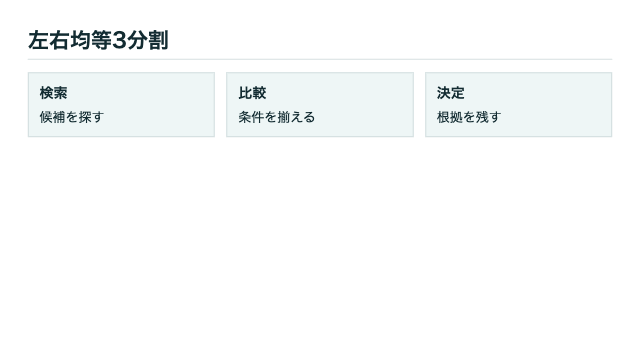 左右均等3分割
検索
候補を探す
比較
条件を揃える
決定
根拠を残す